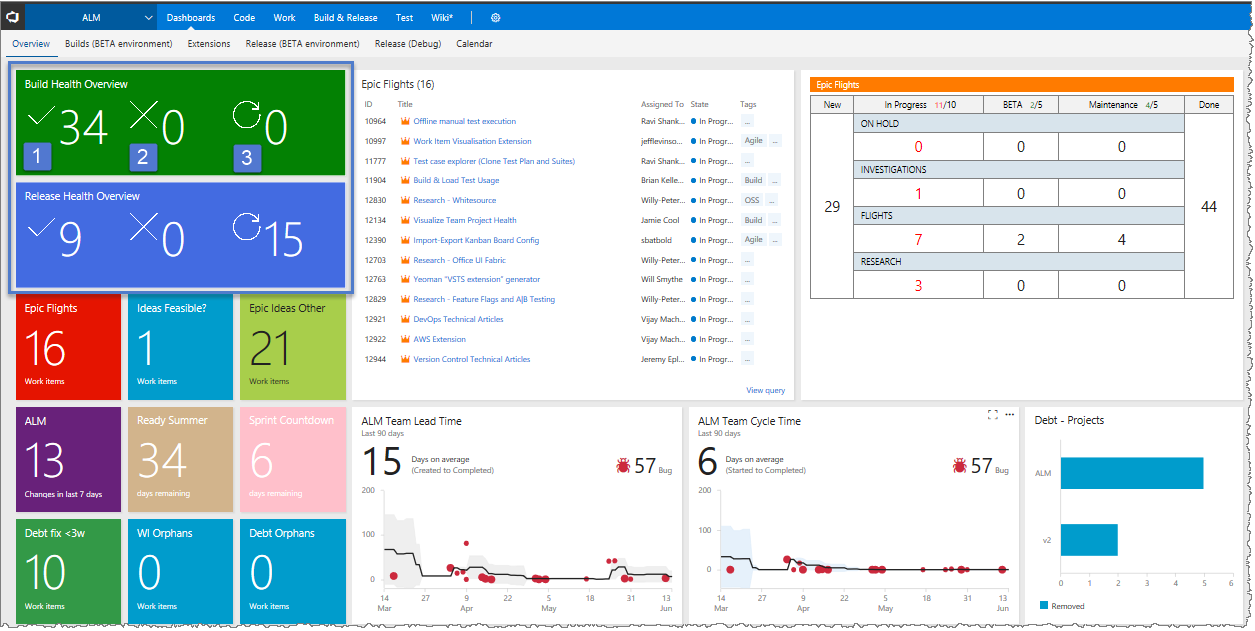 ALM Dashboards Code Work Build & Release Test Wiki*
Overview Builds (BETA environment) Extensions Release (BETA environment) Release (Debug) Calendar
Build Health Overview
34 0 0
1 2 3
Release Health Overview
9 0 15
Epic Flights Ideas Feasible? Epic Ideas Other
16 1 21
Work items Work items Work items
ALM Ready Summer Sprint Countdown
13 34 6
Changes in last 7 days days remaining days remaining
Debt fix <3w WI Orphans Debt Orphans
10 0 0
Work items Work items Work items
Epic Flights (16)
ID Title Assigned To State Tags
10964 Offline manual test execution Ravi Shank... In Progr... ...
10997 Work Item Visualisation Extension jefflevinso... In Progr... Agile ...
11777 Test case explorer (Clone Test Plan and Suites) Ravi Shank... In Progr... ...
11904 Build & Load Test Usage Brian Kelle... In Progr... Build ...
12830 Research - Whitesource Willy-Peter... In Progr... OSS ...
12134 Visualize Team Project Health Jamie Cool In Progr... Build ...
12390 Import-Export Kanban Board Config sbatbold In Progr... Agile ...
12703 Research - Office UI Fabric Willy-Peter... In Progr... ...
12763 Yeoman "VSTS extension" generator Will Smythe In Progr... ...
12829 Research - Feature Flags and A|B Testing Willy-Peter... In Progr... ...
12921 DevOps Technical Articles Vijay Mach... In Progr... ...
12922 AWS Extension Vijay Mach... In Progr... ...
12944 Version Control Technical Articles Jeremy Epl... In Progr... ...
View query
Epic Flights
New In Progress 11/10 BETA 2/5 Maintenance 4/5 Done
ON HOLD
0 0 0
INVESTIGATIONS
1 0 0
29 44
FLIGHTS
7 2 4
RESEARCH
3 0 0
ALM Team Lead Time
Last 90 days
15 Days on average
(Created to Completed)
57 Bug
200
100
0
14 27 9 22 5 18 31 13
Mar Apr May Jun
ALM Team Cycle Time ...
Last 90 days
6 Days on average
(Started to Completed)
57 Bug
200
100
0
14 27 9 22 5 18 31 13
Mar Apr May Jun
Debt - Projects
ALM
v2
0 1 2 3 4 5 6
Removed